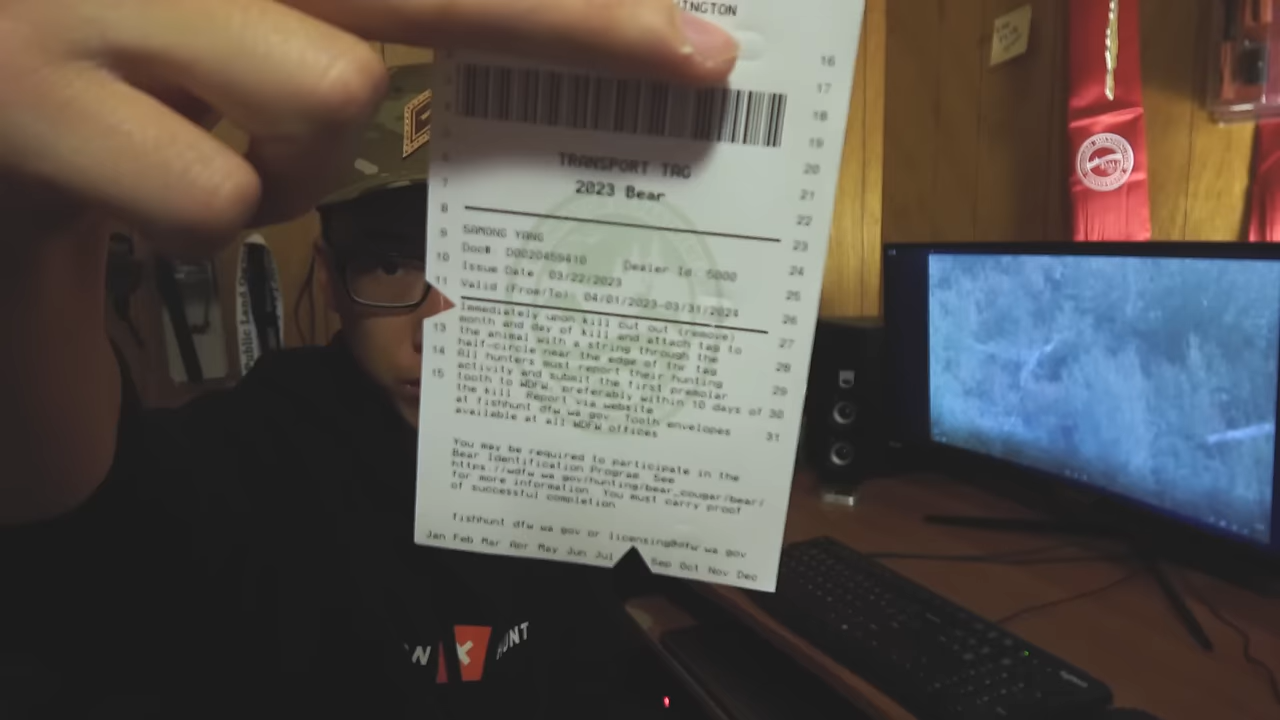 INGTON
TRANSPORT TAG
2023 Bear
SAMONG YANG
Doc#: D0020459410 Dealer Id: 5000
Issue Date: 03/22/2023
Valid (From/To): 04/01/2023-03/31/2024
Immediately upon kill cut out (remove)
month and day of kill and attach tag to
the animal with a string through the
half-circle near the edge of the tag
All hunters must report their hunting
activity and submit the first premolar
tooth to WDFW, preferably within 10 days of
the kill. Report via website
at fishhunt.dfw.wa.gov. Tooth envelopes
available at all WDFW offices
You may be required to participate in the
Bear Identification Program. See
https://wdfw.wa.gov/hunting/bear_cougar/bear/
for more information. You must carry proof
of successful completion
fishhunt.dfw.wa.gov or licensing@dfw.wa.gov
Jan Feb Mar Apr May Jun Jul Sep Oct Nov Dec
7
8
9
10
11
13
14
15
16
17
18
19
20
21
22
23
24
25
26
27
28
29
30
31
Public Land
HUNT